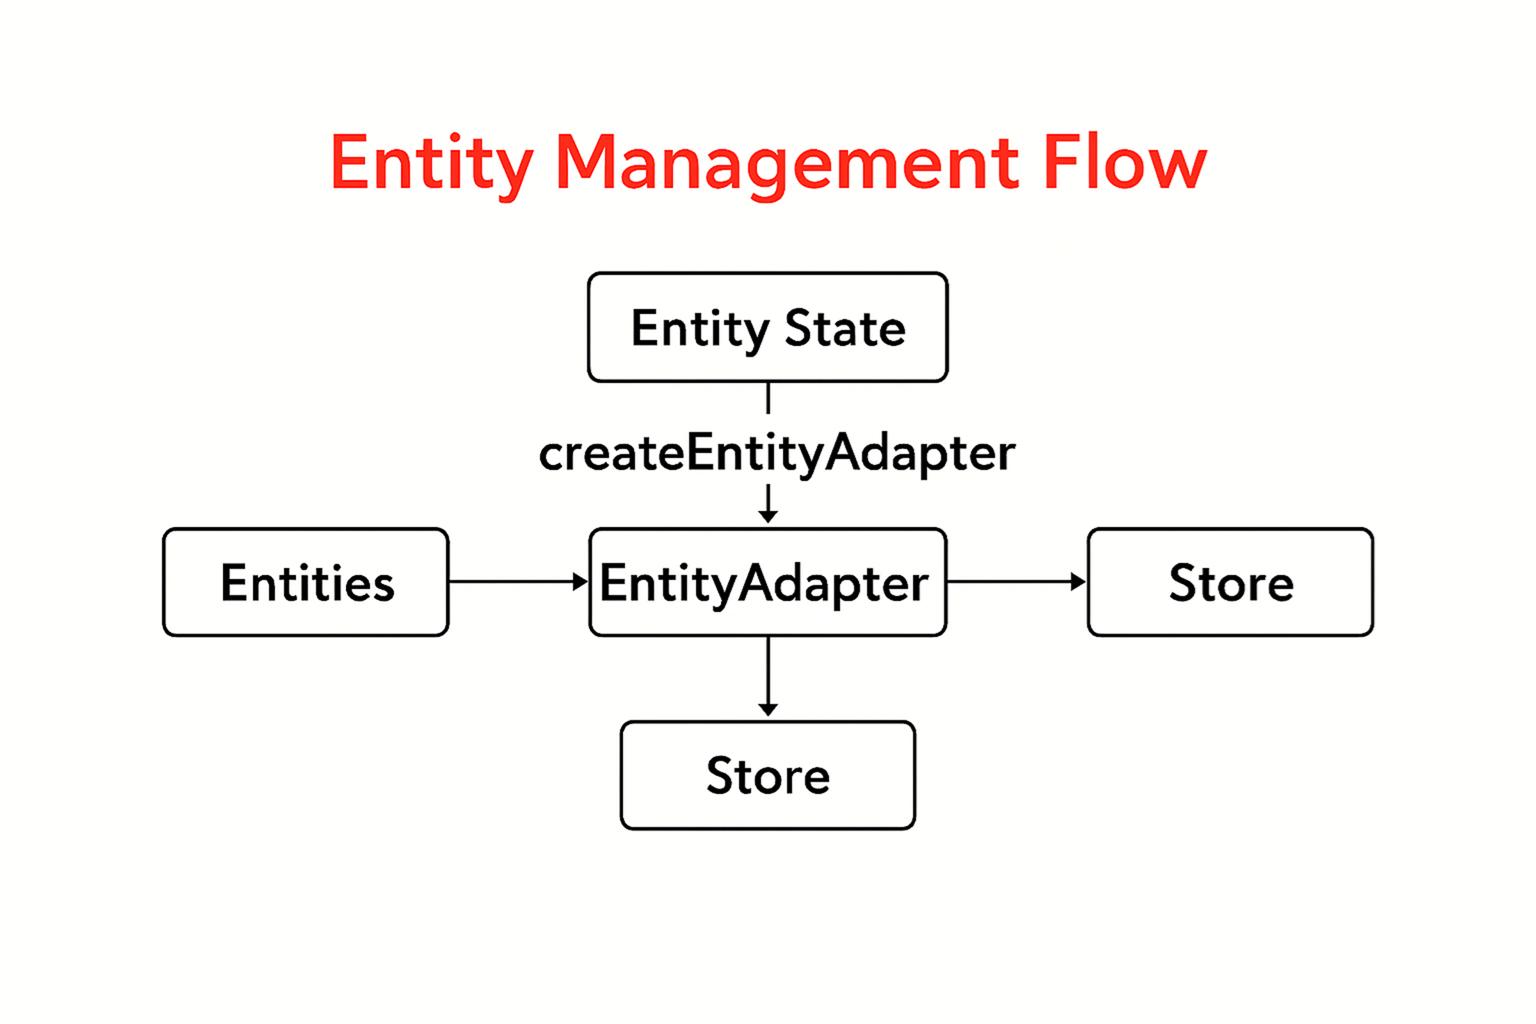 Entity Management Flow
Entity State
createEntityAdapter
Entities
EntityAdapter
Store
Store